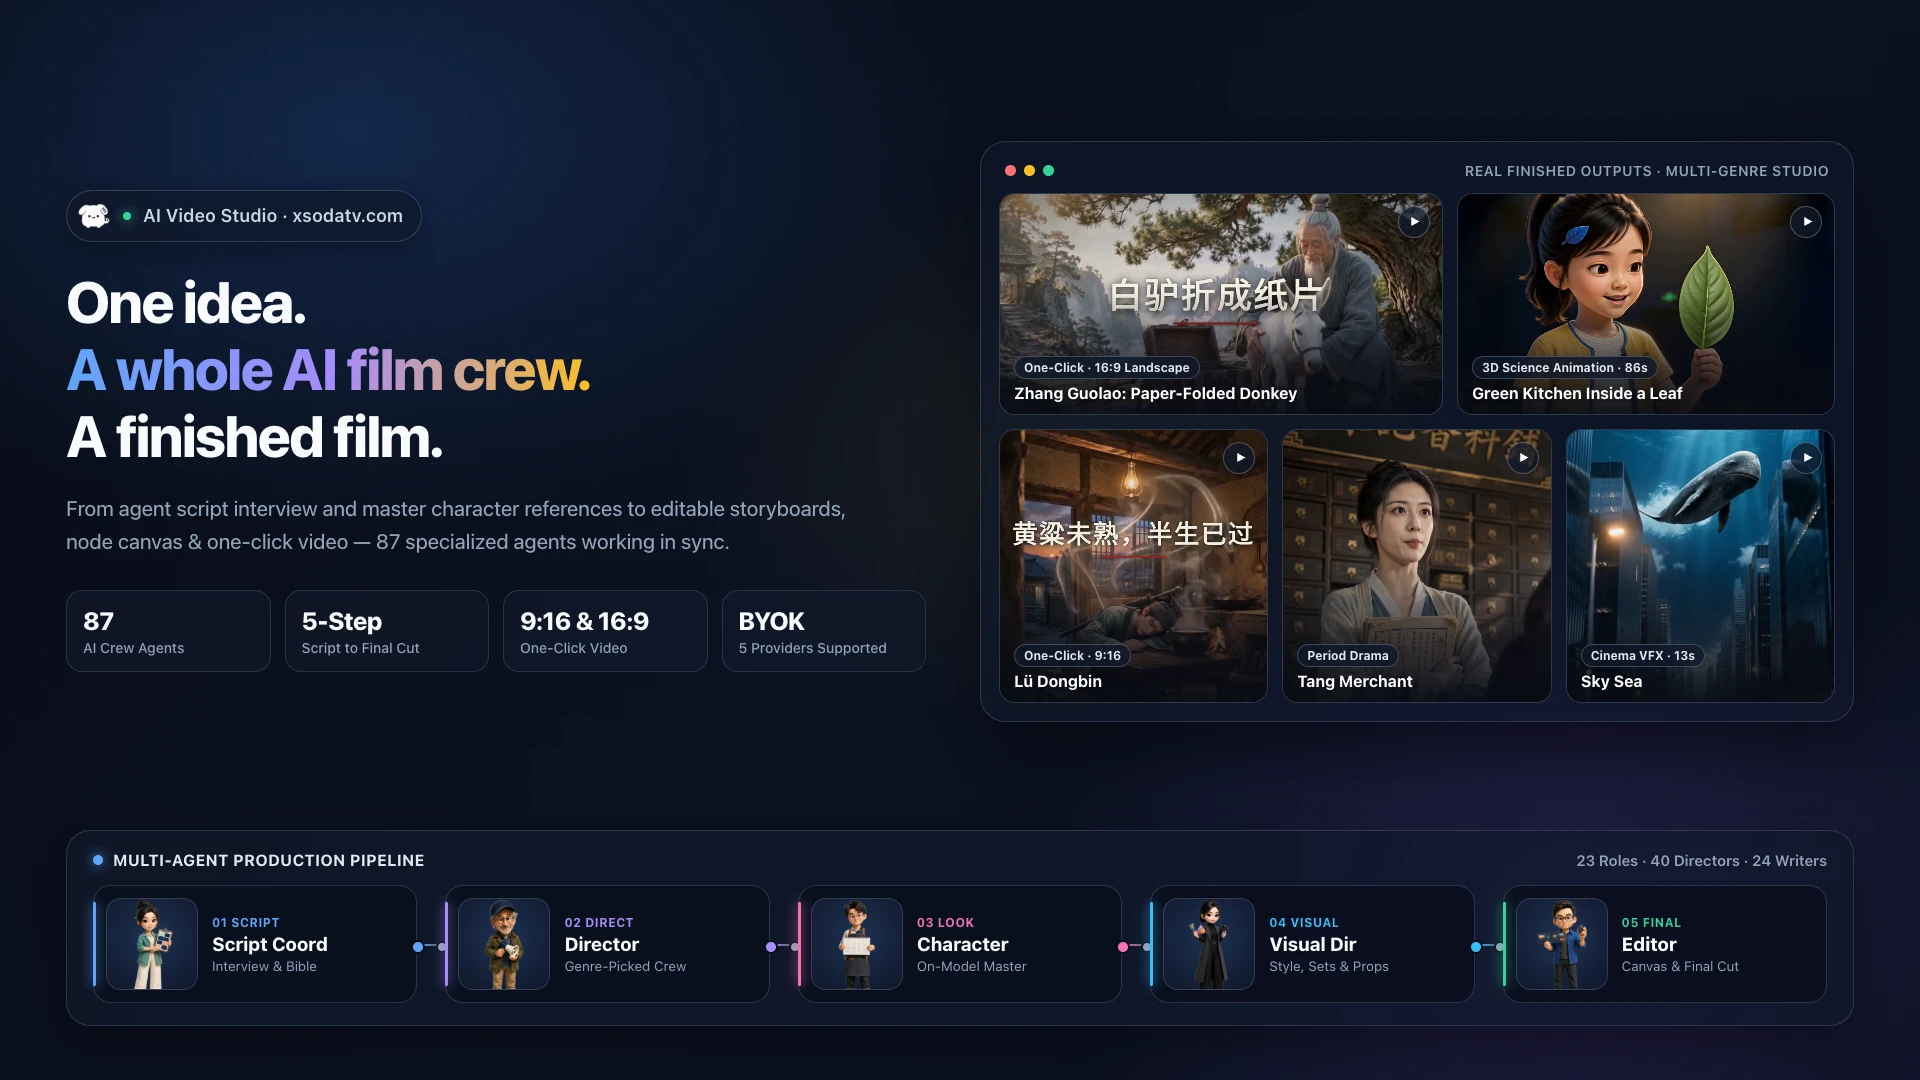 AI Video Studio · xsodatv.com
One idea.
A whole AI film crew.
A finished film.
From agent script interview and master character references to editable storyboards,
node canvas & one-click video — 87 specialized agents working in sync.
87
AI Crew Agents
5-Step
Script to Final Cut
9:16 & 16:9
One-Click Video
BYOK
5 Providers Supported
REAL FINISHED OUTPUTS · MULTI-GENRE STUDIO
白驴折成纸片
One-Click · 16:9 Landscape
Zhang Guolao: Paper-Folded Donkey
3D Science Animation · 86s
Green Kitchen Inside a Leaf
黄粱未熟，半生已过
One-Click · 9:16
Lü Dongbin
Period Drama
Tang Merchant
Cinema VFX · 13s
Sky Sea
MULTI-AGENT PRODUCTION PIPELINE
23 Roles · 40 Directors · 24 Writers
01 SCRIPT
Script Coord
Interview & Bible
02 DIRECT
Director
Genre-Picked Crew
03 LOOK
Character
On-Model Master
04 VISUAL
Visual Dir
Style, Sets & Props
05 FINAL
Editor
Canvas & Final Cut